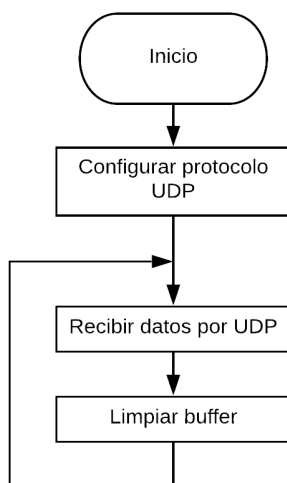 Inicio
Configurar protocolo
UDP
Recibir datos por UDP
Limpiar buffer